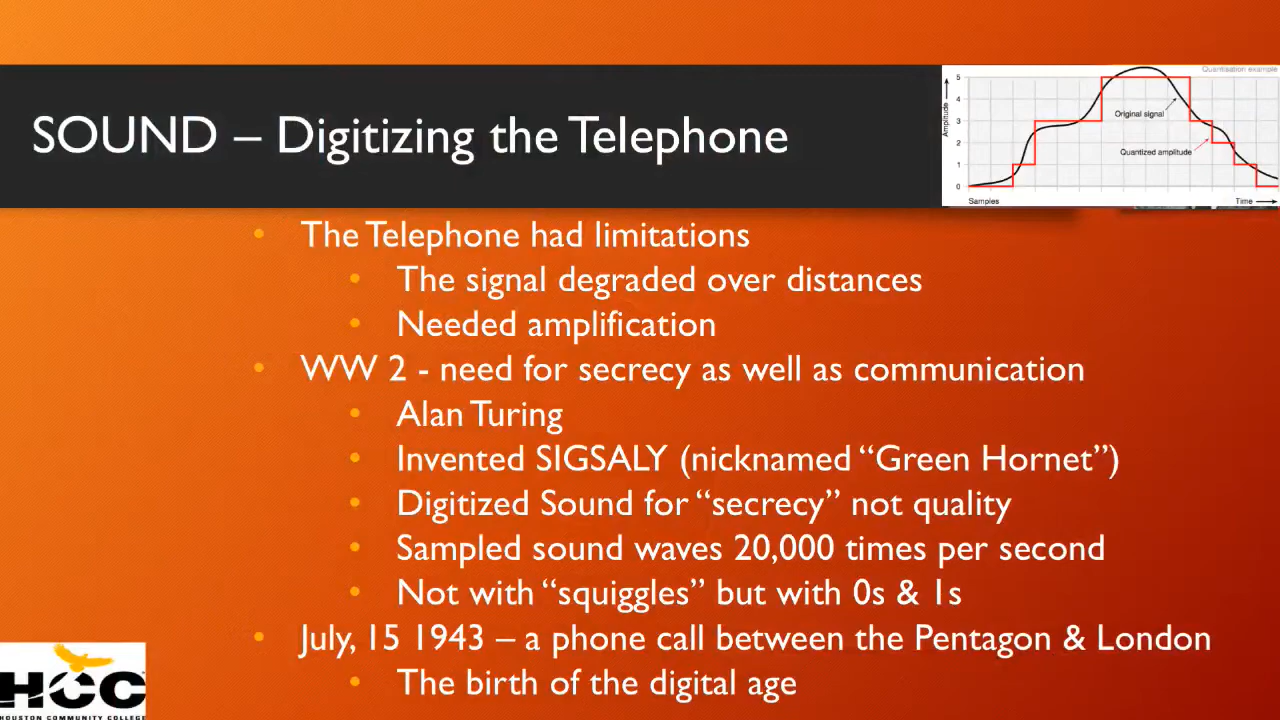 Quantisation example
SOUND – Digitizing the Telephone
Amplitude
5
4
3
2
1
0
Original signal
Quantized amplitude
Samples
Time
• The Telephone had limitations
• The signal degraded over distances
• Needed amplification
• WW 2 - need for secrecy as well as communication
• Alan Turing
• Invented SIGSALY (nicknamed “Green Hornet”)
• Digitized Sound for “secrecy” not quality
• Sampled sound waves 20,000 times per second
• Not with “squiggles” but with 0s & 1s
• July, 15 1943 – a phone call between the Pentagon & London
• The birth of the digital age
HCC
HOUSTON COMMUNITY COLLEGE